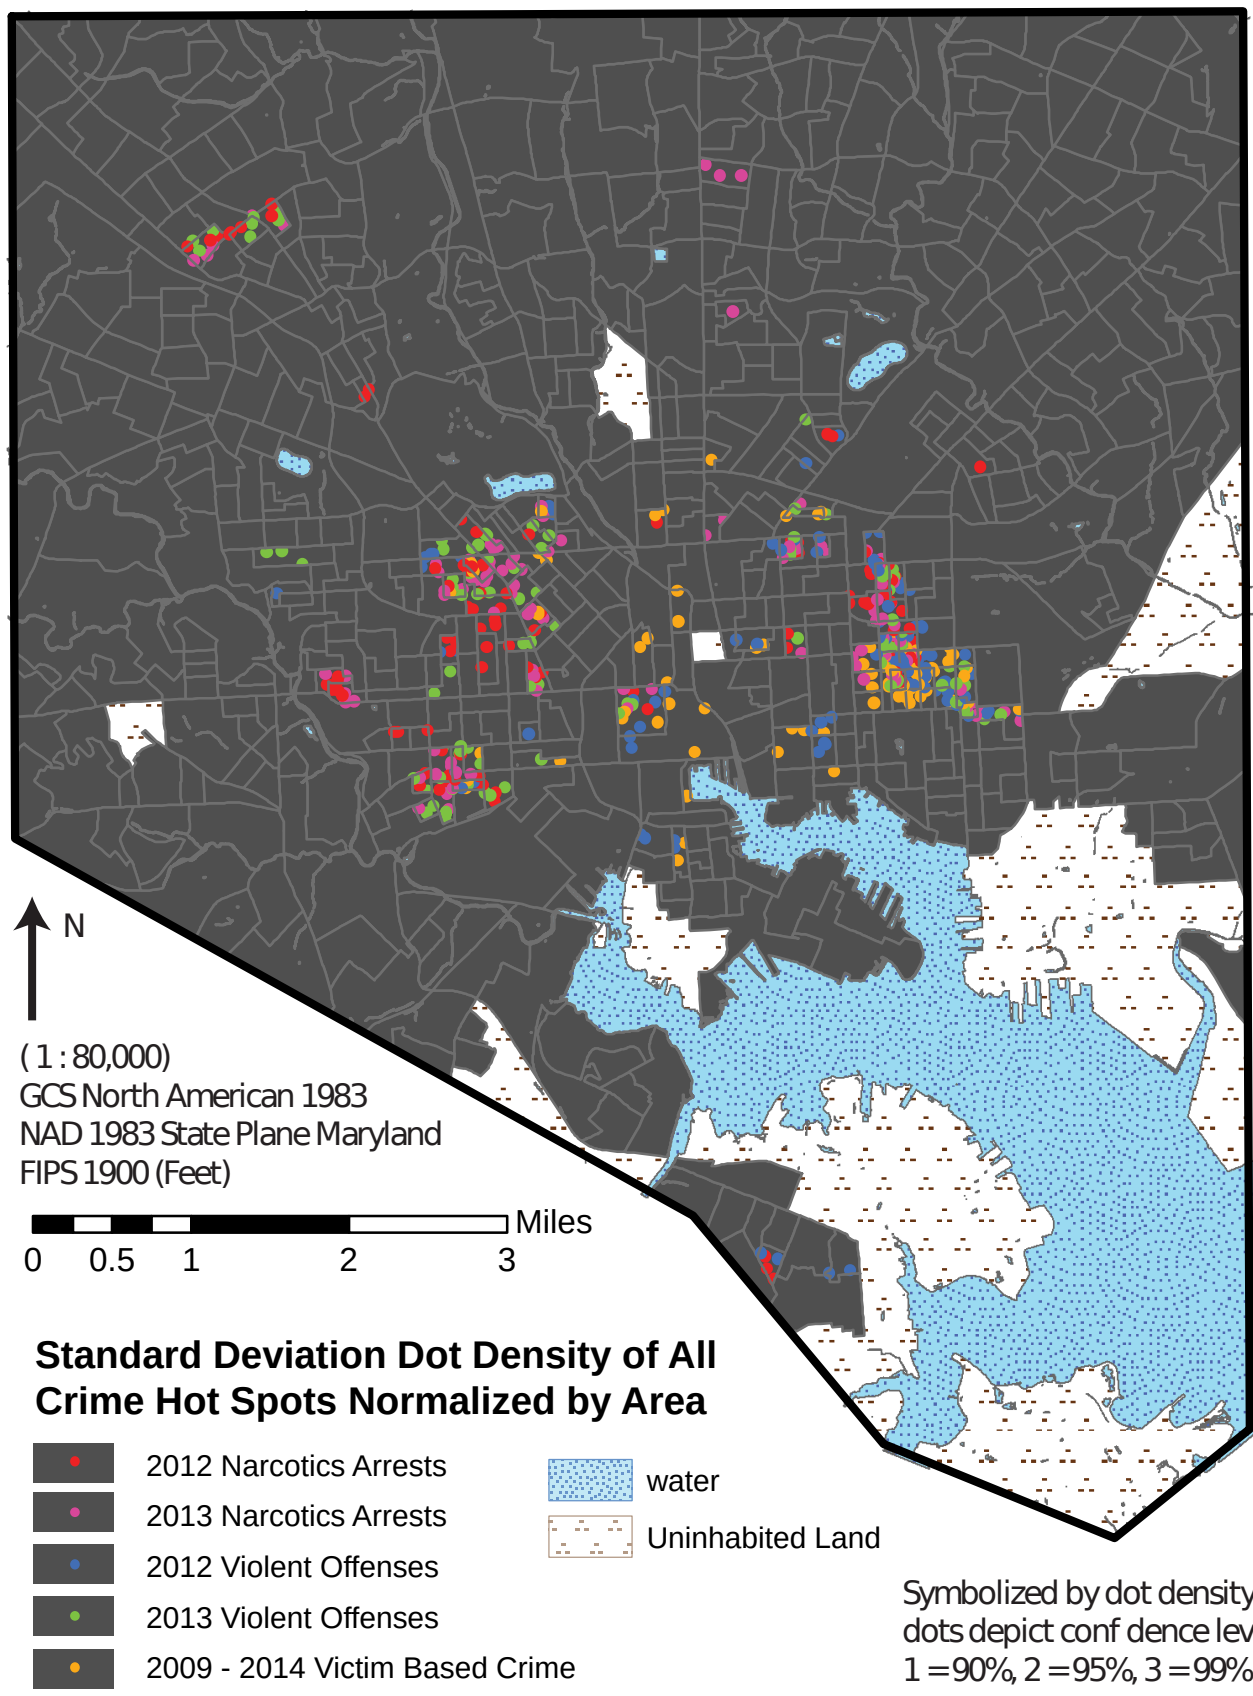 N
( 1 : 80,000)
GCS North American 1983
NAD 1983 State Plane Maryland
FIPS 1900 (Feet)
Miles
0 0.5 1 2 3
Standard Deviation Dot Density of All
Crime Hot Spots Normalized by Area
2012 Narcotics Arrests
2013 Narcotics Arrests
2012 Violent Offenses
2013 Violent Offenses
2009 - 2014 Victim Based Crime
water
Uninhabited Land
Symbolized by dot density
dots depict conf dence lev
1 = 90%, 2 = 95%, 3 = 99%